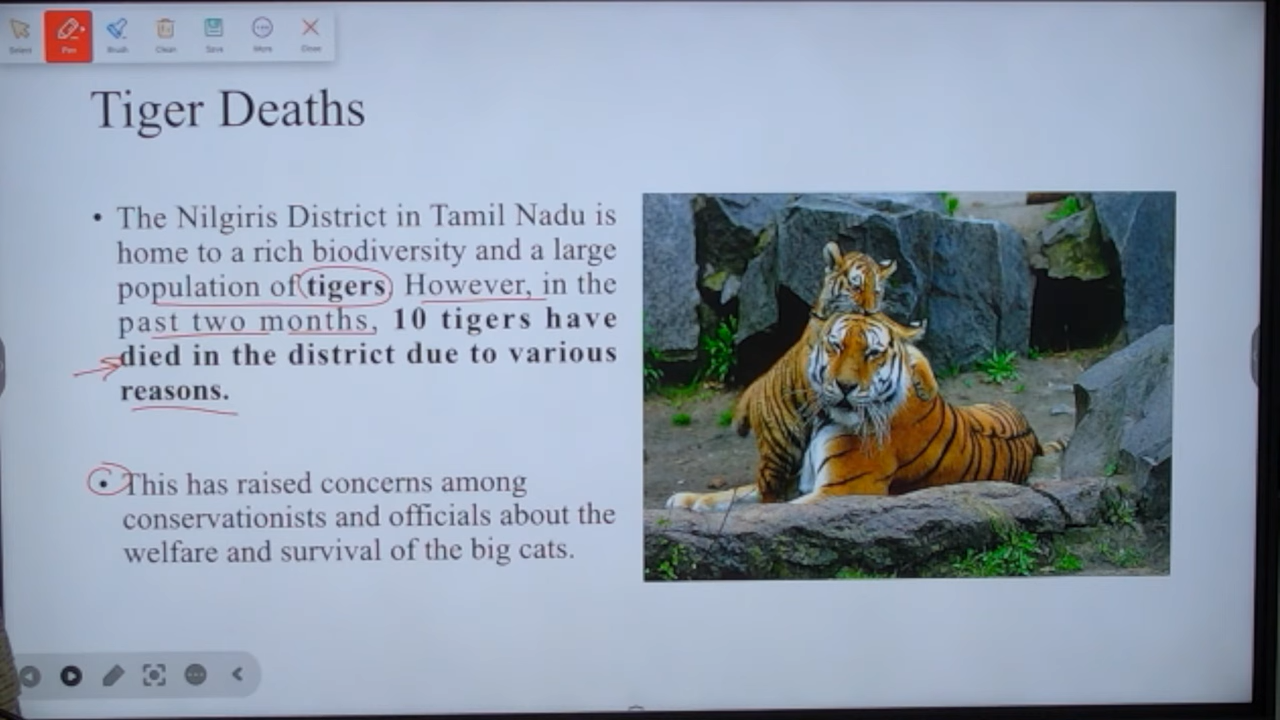 Select Pen Brush Clean Save More Close
Tiger Deaths
• The Nilgiris District in Tamil Nadu is
home to a rich biodiversity and a large
population of tigers. However, in the
past two months, 10 tigers have
died in the district due to various
reasons.
• This has raised concerns among
conservationists and officials about the
welfare and survival of the big cats.